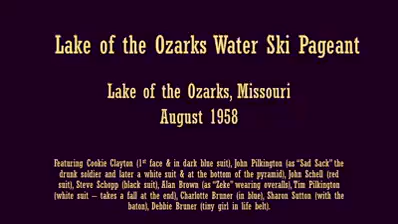 Lake of the Ozarks Water Ski Pageant
Lake of the Ozarks, Missouri
August 1958
Featuring Cookie Clayton (1st face & in dark blue suit), John Pilkington (as "Sad Sack" the
drunk soldier and later a white suit & at the bottom of the pyramid), John Schell (red
suit), Steve Schopp (black suit), Alan Brown (as "Zeke" wearing overalls), Tim Pilkington
(white suit – takes a fall at the end), Charlotte Bruner (in blue), Sharon Sutton (with the
baton), Debbie Bruner (tiny girl in life belt).